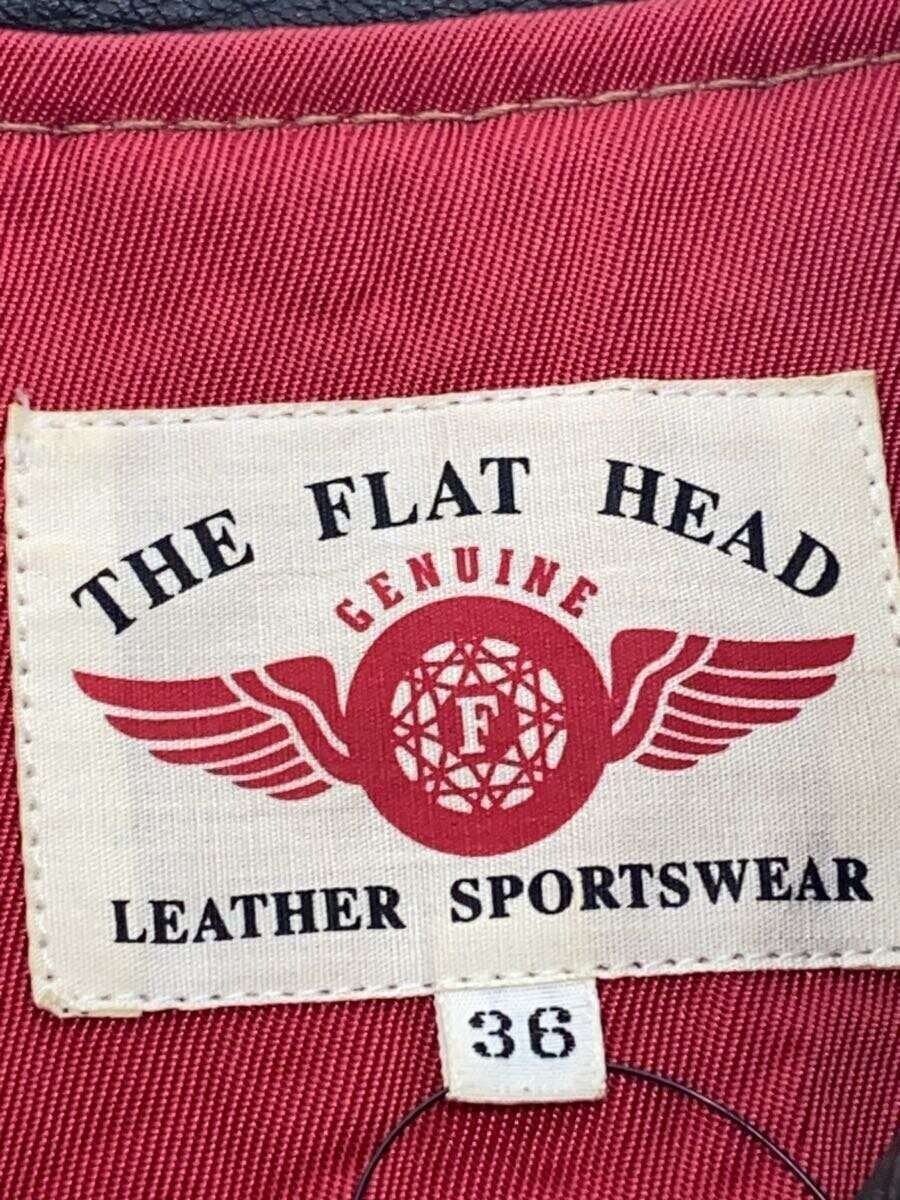 THE FLAT HEAD
GENUINE
F
LEATHER SPORTSWEAR
36